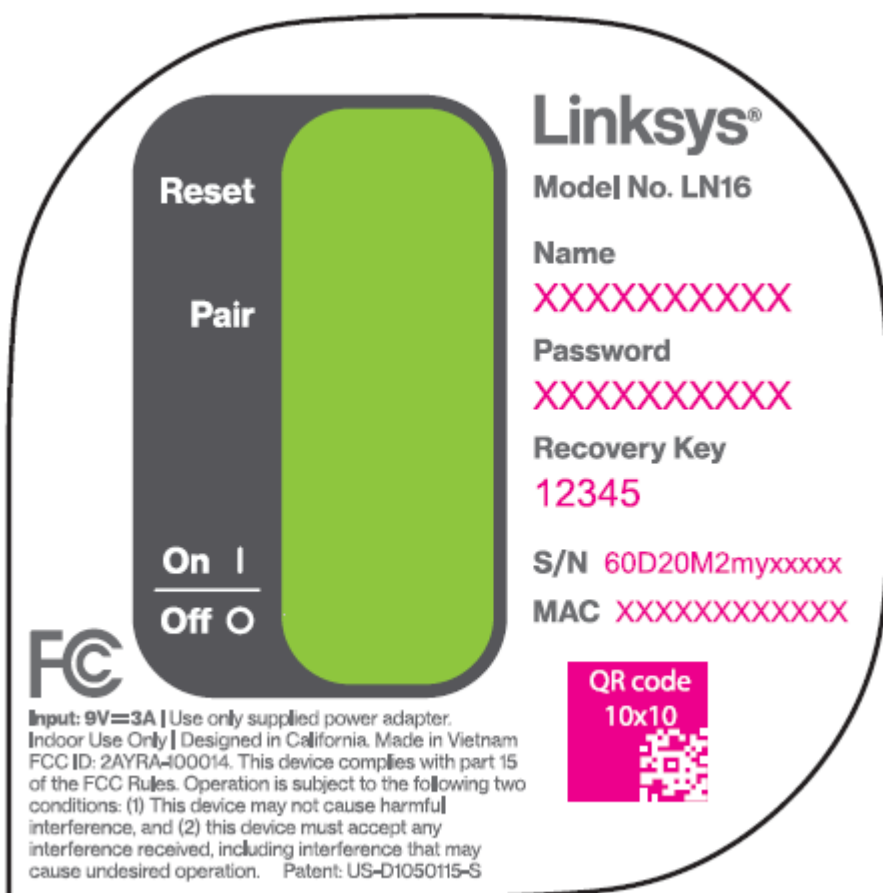 Linksys®
Model No. LN16
Name
XXXXXXXXXX
Password
XXXXXXXXXX
Recovery Key
12345
S/N 60D20M2myxxxxx
MAC XXXXXXXXXXXX
QR code
10x10
Reset
Pair
On |
Off O
FC
Input: 9V⎓3A | Use only supplied power adapter.
Indoor Use Only | Designed in California. Made in Vietnam
FCC ID: 2AYRA-100014. This device complies with part 15
of the FCC Rules. Operation is subject to the following two
conditions: (1) This device may not cause harmful
interference, and (2) this device must accept any
interference received, including interference that may
cause undesired operation. Patent: US-D1050115-S